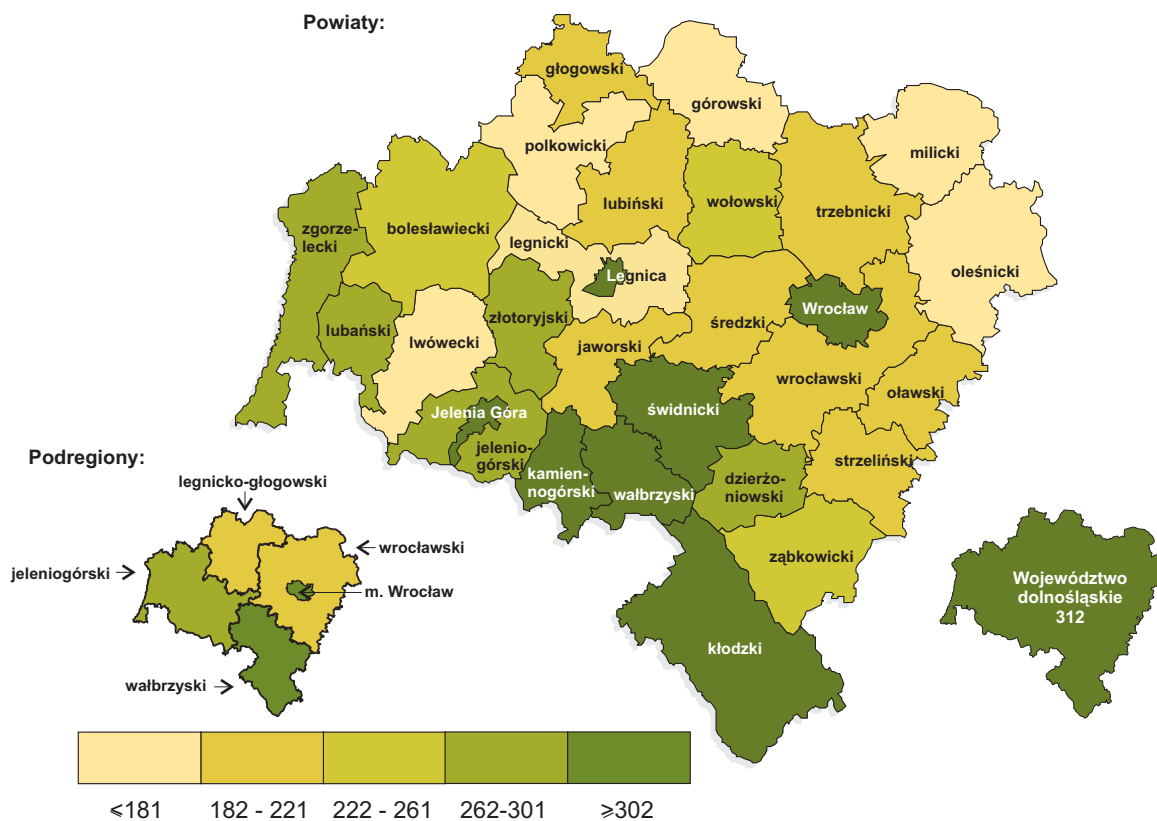 Powiaty:
głogowski
górowski
polkowicki
milicki
lubiński
wołowski
trzebnicki
zgorze-
lecki
bolesławiecki
legnicki
Legnica
oleśnicki
lubański
lwówecki
złotoryjski
jaworski
średzki
Wrocław
wrocławski
oławski
Jelenia Góra
jelenio-
górski
świdnicki
kamien-
nogórski
wałbrzyski
dzierżo-
niowski
strzeliński
ząbkowicki
kłodzki
Podregiony:
legnicko-głogowski
wrocławski
jeleniogórski
m. Wrocław
wałbrzyski
Województwo
dolnośląskie
312
≤181
182 - 221
222 - 261
262-301
≥302